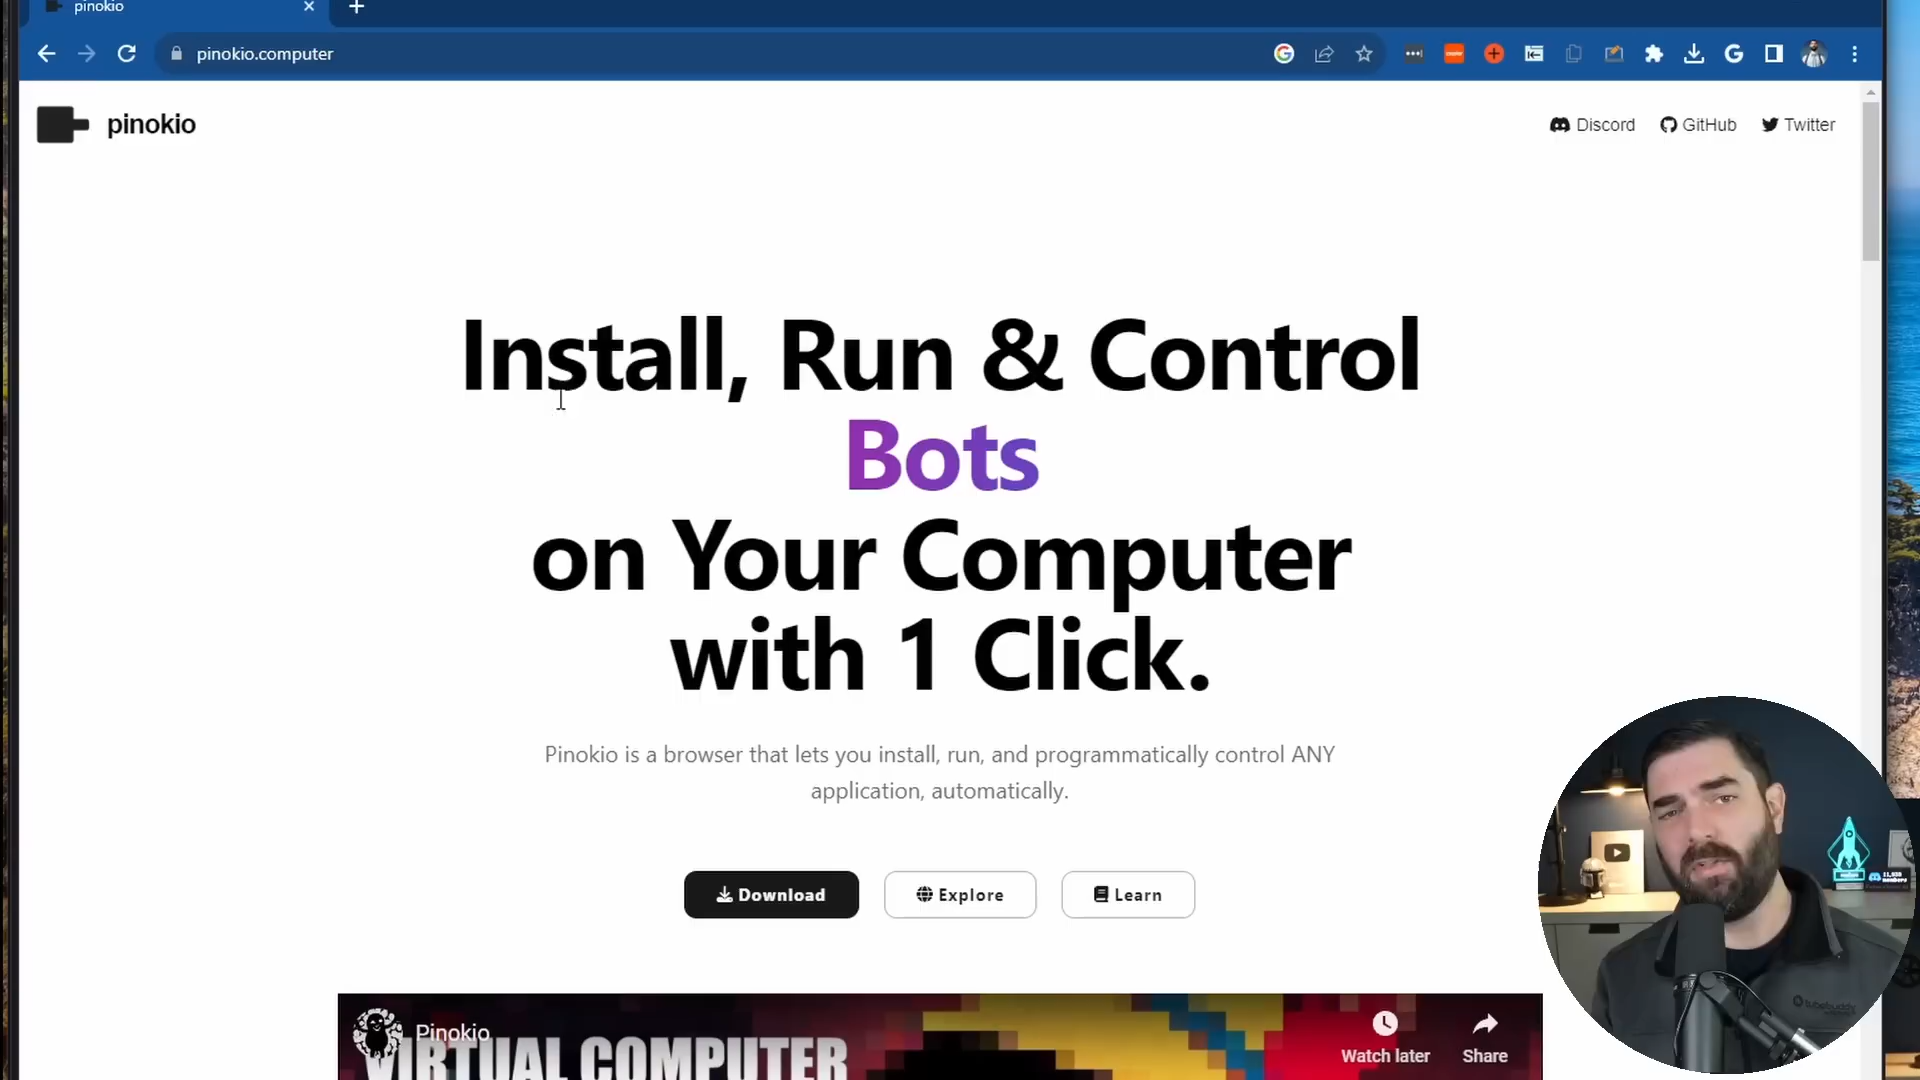 pinokio
pinokio.computer
pinokio
Discord
GitHub
Twitter
Install, Run & Control
Bots
on Your Computer
with 1 Click.
Pinokio is a browser that lets you install, run, and programmatically control ANY
application, automatically.
Download
Explore
Learn
Pinokio
VIRTUAL COMPUTER
Watch later
Share
tubebuddy